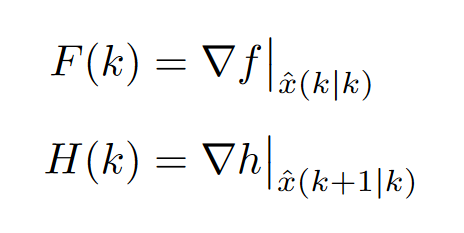 F(k) = ∇f|x̂(k|k)
H(k) = ∇h|x̂(k+1|k)